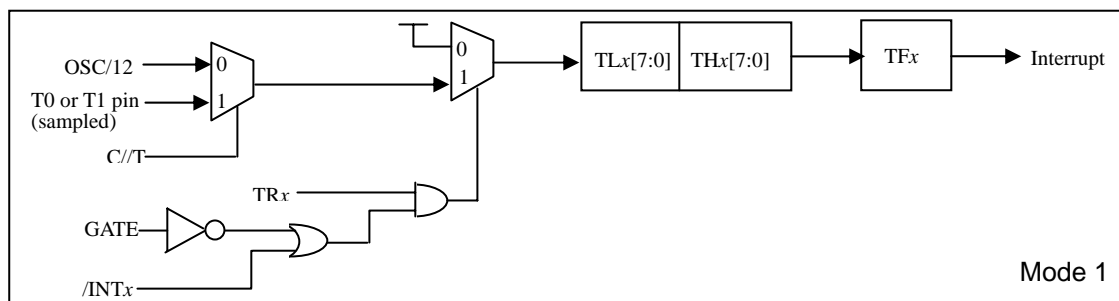 0
OSC/12
0
1
TLx[7:0]
THx[7:0]
TFx
Interrupt
T0 or T1 pin
(sampled)
1
C//T
TRx
GATE
/INTx
Mode 1